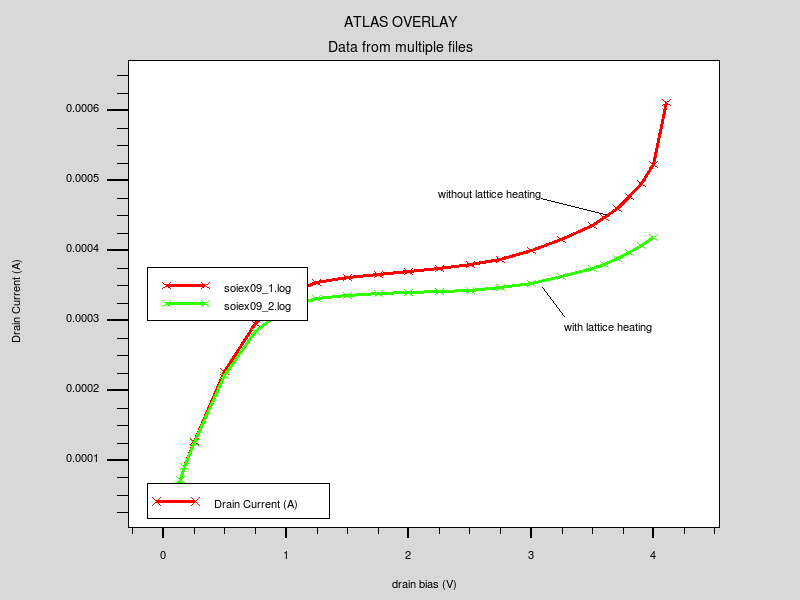 ATLAS OVERLAY
Data from multiple files
Drain Current (A)
0.0006
0.0005
0.0004
0.0003
0.0002
0.0001
without lattice heating
with lattice heating
soiex09_1.log
soiex09_2.log
Drain Current (A)
0 1 2 3 4
drain bias (V)